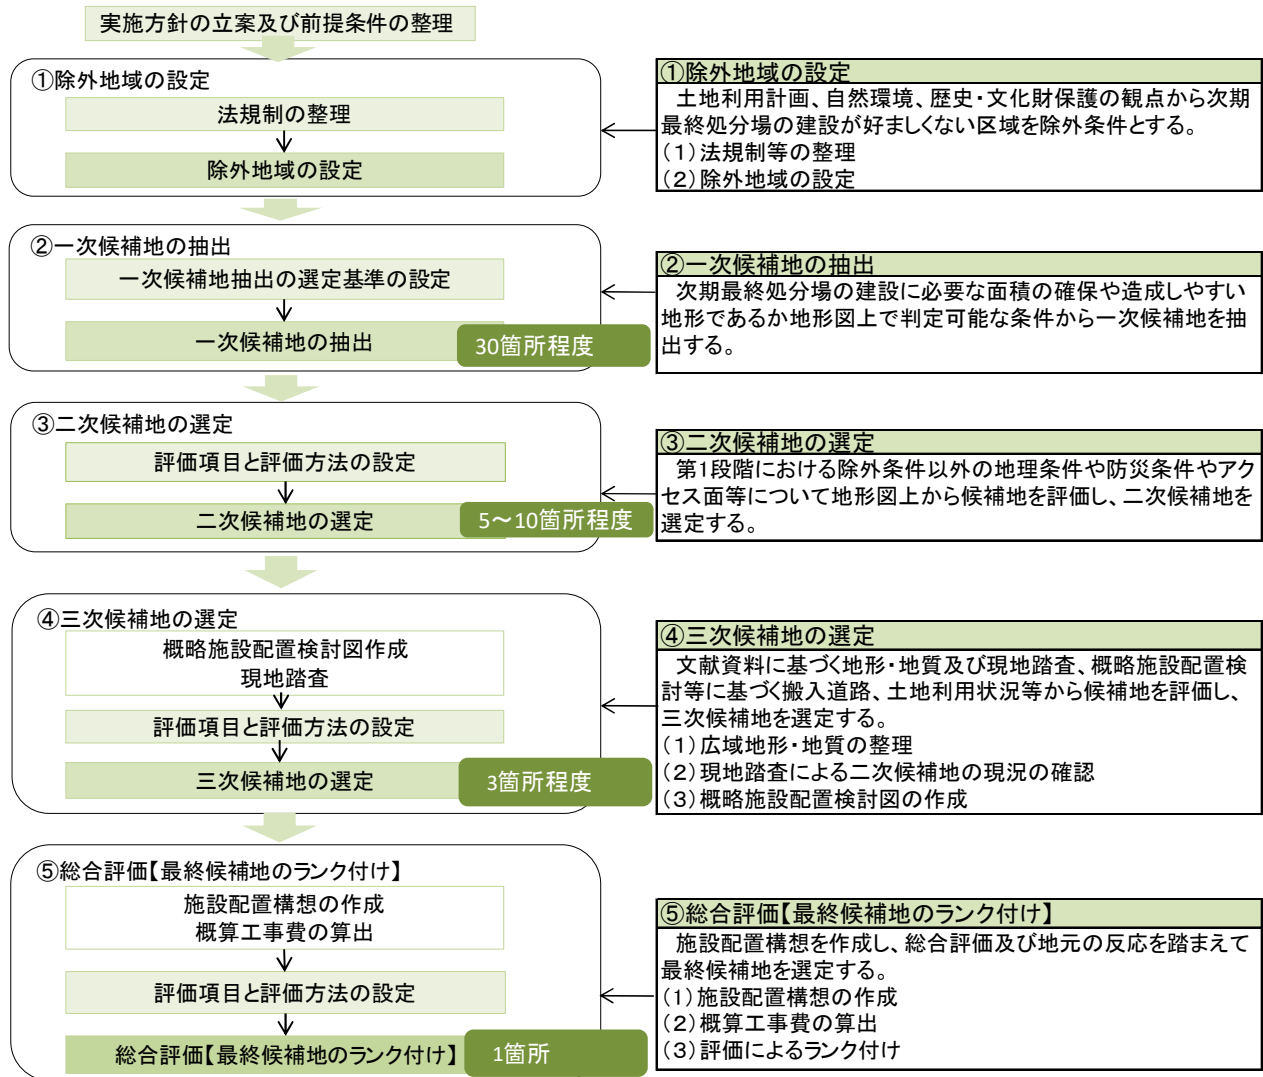 実施方針の立案及び前提条件の整理
①除外地域の設定
法規制の整理
除外地域の設定
①除外地域の設定
土地利用計画、自然環境、歴史・文化財保護の観点から次期
最終処分場の建設が好ましくない区域を除外条件とする。
(1)法規制等の整理
(2)除外地域の設定
②一次候補地の抽出
一次候補地抽出の選定基準の設定
一次候補地の抽出
30箇所程度
②一次候補地の抽出
次期最終処分場の建設に必要な面積の確保や造成しやすい
地形であるか地形図上で判定可能な条件から一次候補地を抽
出する。
③二次候補地の選定
評価項目と評価方法の設定
二次候補地の選定
5～10箇所程度
③二次候補地の選定
第1段階における除外条件以外の地理条件や防災条件やアク
セス面等について地形図上から候補地を評価し、二次候補地を
選定する。
④三次候補地の選定
概略施設配置検討図作成
現地踏査
評価項目と評価方法の設定
三次候補地の選定
3箇所程度
④三次候補地の選定
文献資料に基づく地形・地質及び現地踏査、概略施設配置検
討等に基づく搬入道路、土地利用状況等から候補地を評価し、
三次候補地を選定する。
(1)広域地形・地質の整理
(2)現地踏査による二次候補地の現況の確認
(3)概略施設配置検討図の作成
⑤総合評価【最終候補地のランク付け】
施設配置構想の作成
概算工事費の算出
評価項目と評価方法の設定
総合評価【最終候補地のランク付け】
1箇所
⑤総合評価【最終候補地のランク付け】
施設配置構想を作成し、総合評価及び地元の反応を踏まえて
最終候補地を選定する。
(1)施設配置構想の作成
(2)概算工事費の算出
(3)評価によるランク付け